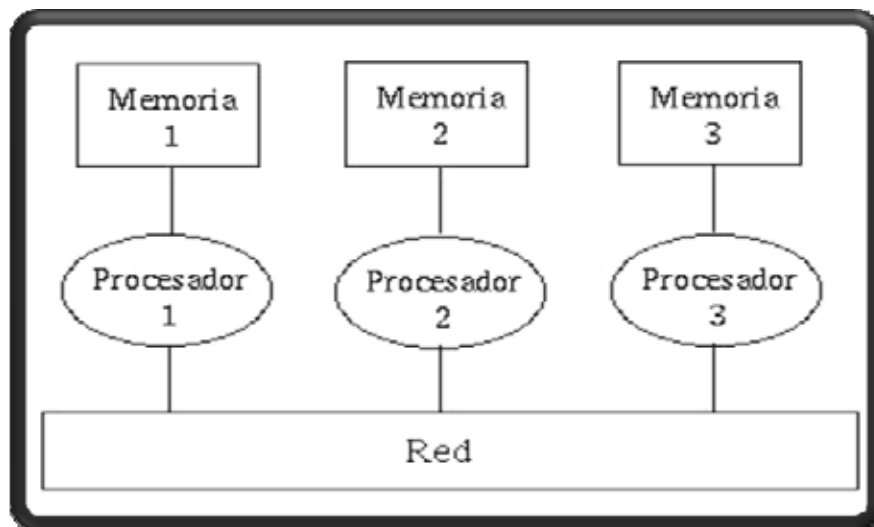 Memoria
1
Memoria
2
Memoria
3
Procesador
1
Procesador
2
Procesador
3
Red